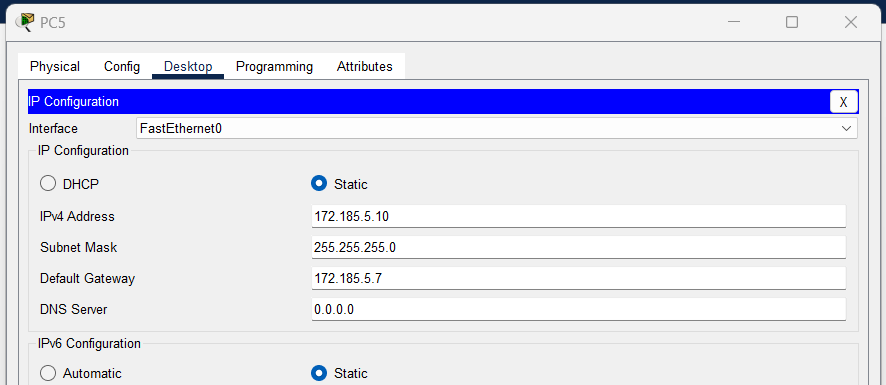 PC5
Physical Config Desktop Programming Attributes
IP Configuration X
Interface FastEthernet0
IP Configuration
DHCP Static
IPv4 Address 172.185.5.10
Subnet Mask 255.255.255.0
Default Gateway 172.185.5.7
DNS Server 0.0.0.0
IPv6 Configuration
Automatic Static